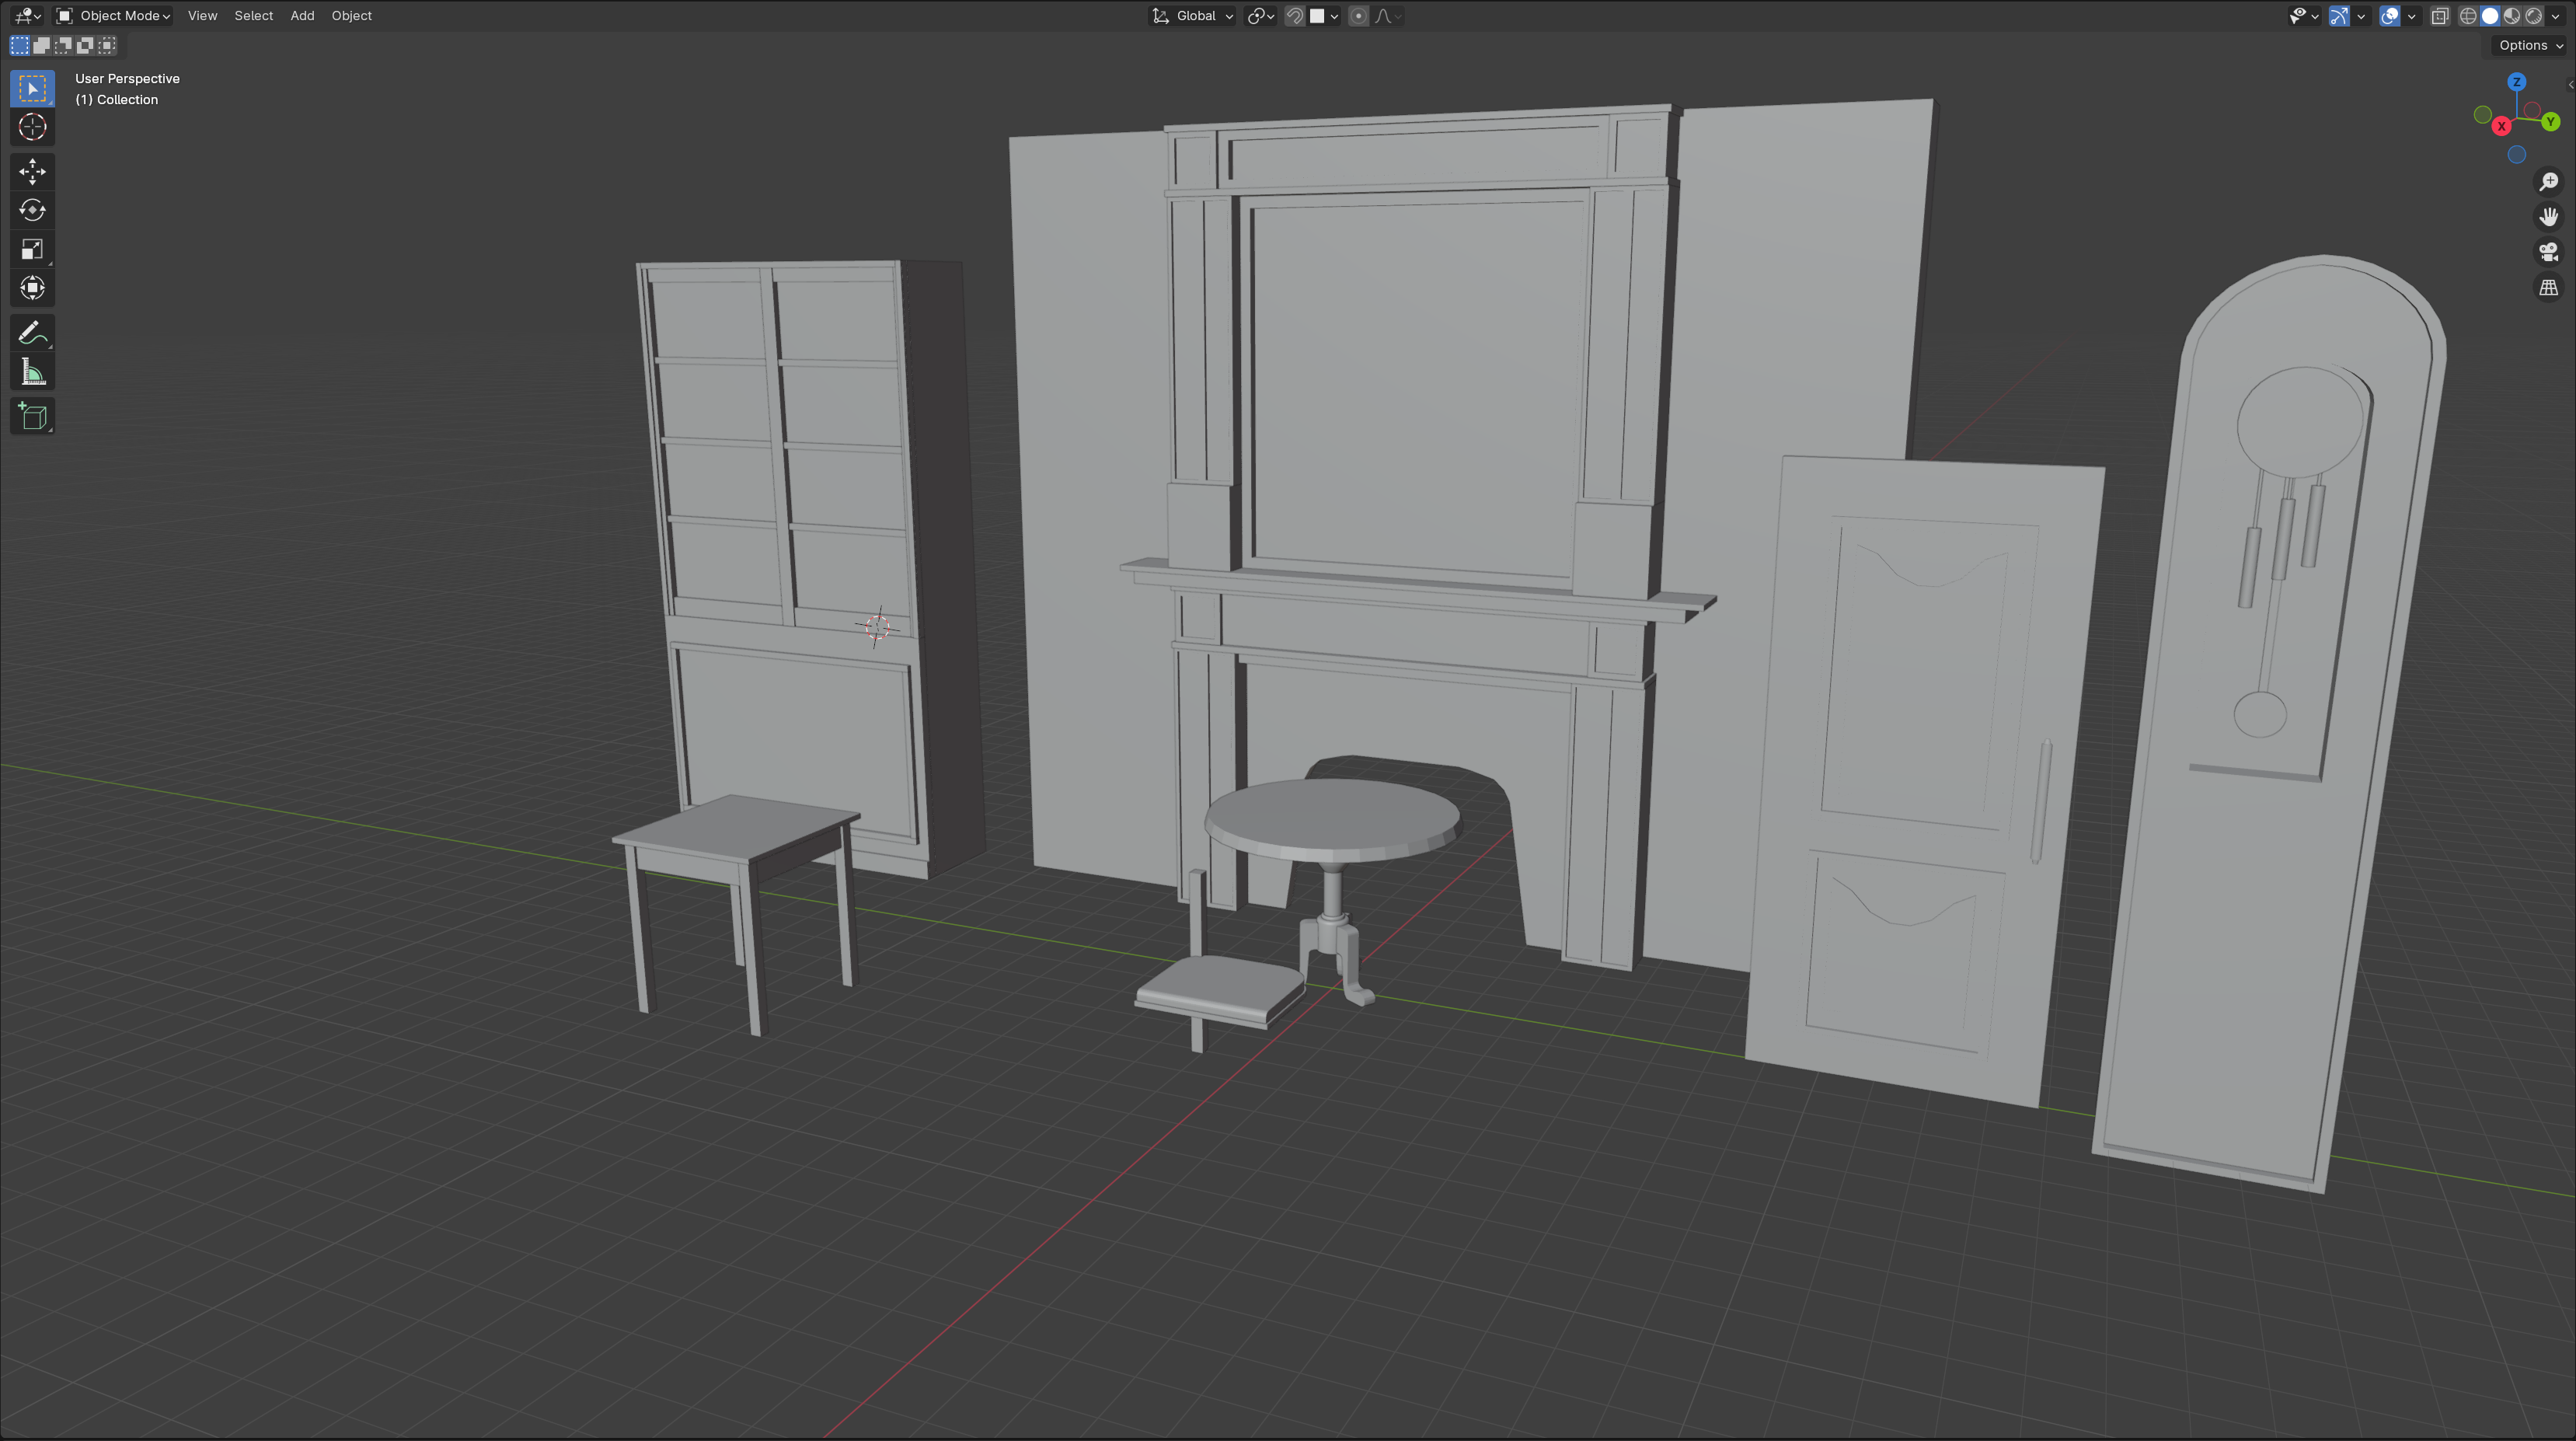 Object Mode View Select Add Object Global
Options
User Perspective
(1) Collection
Z
X
Y